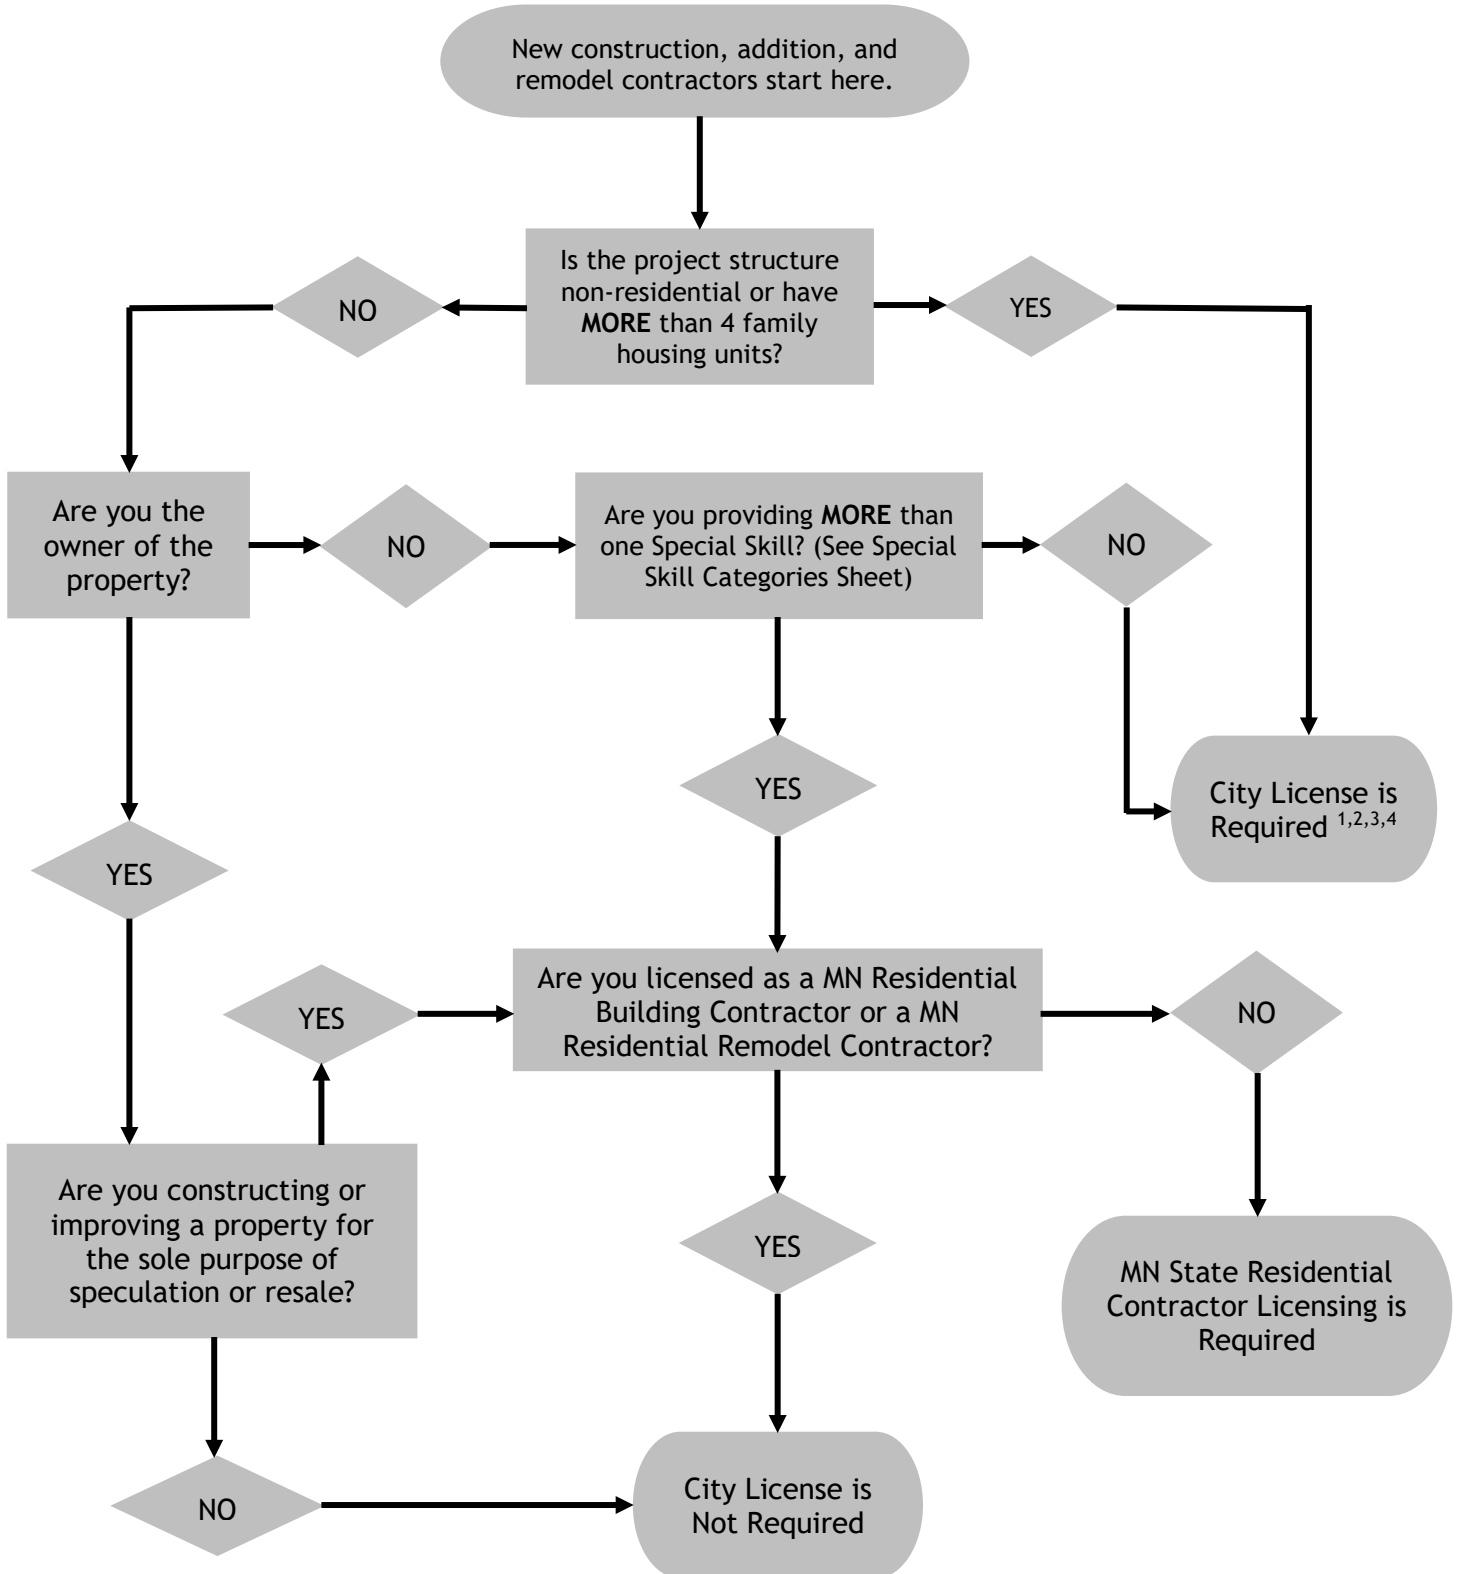 New construction, addition, and
remodel contractors start here.
Is the project structure
non-residential or have
MORE than 4 family
housing units?
NO
YES
Are you the
owner of the
property?
NO
Are you providing MORE than
one Special Skill? (See Special
Skill Categories Sheet)
NO
YES
City License is
Required 1,2,3,4
YES
YES
Are you licensed as a MN Residential
Building Contractor or a MN
Residential Remodel Contractor?
NO
Are you constructing or
improving a property for
the sole purpose of
speculation or resale?
YES
MN State Residential
Contractor Licensing is
Required
NO
City License is
Not Required